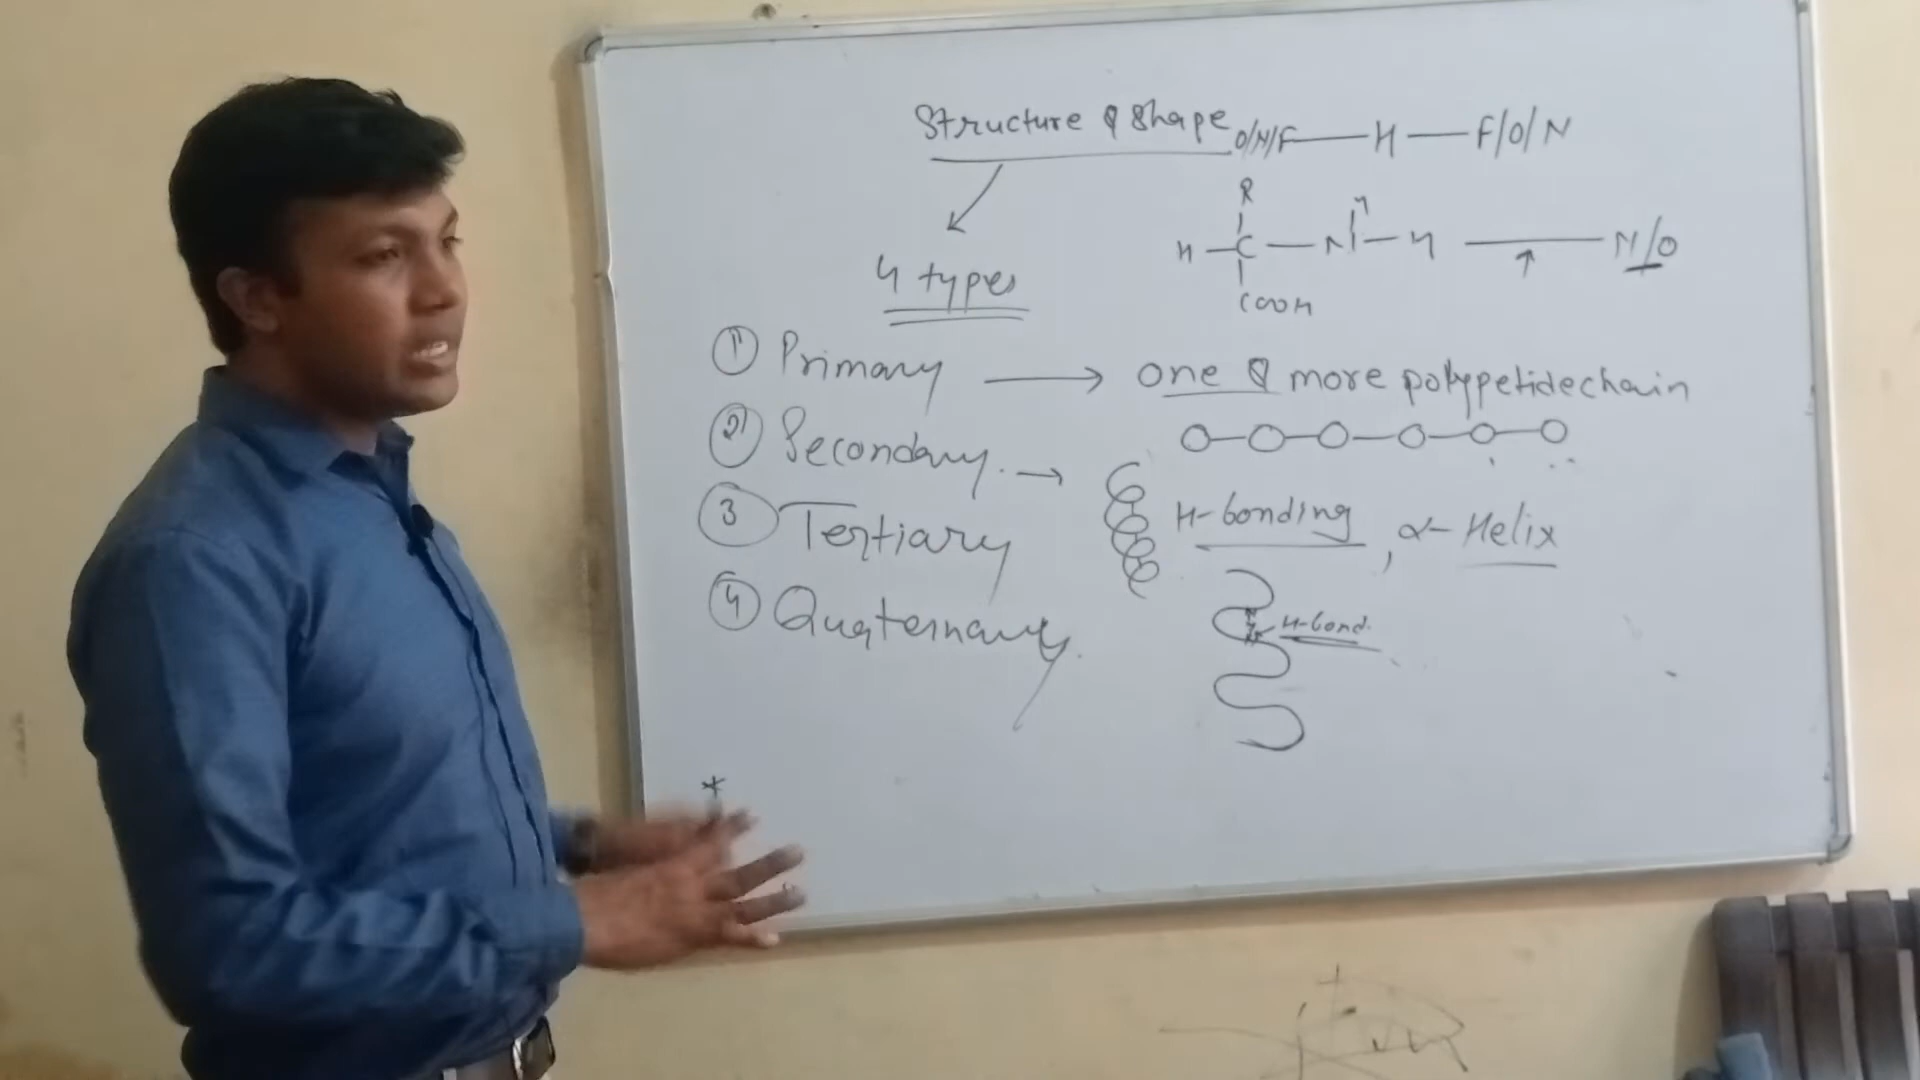 Structure & Shape
O/N/F — H — F/O/N
R
H — C — N — H — N/O
H
COOH
4 types
① Primary → one & more polypetidechain
② Secondary. → H-bonding, α-Helix
③ Tertiary
H-bond.
④ Quaternary
*